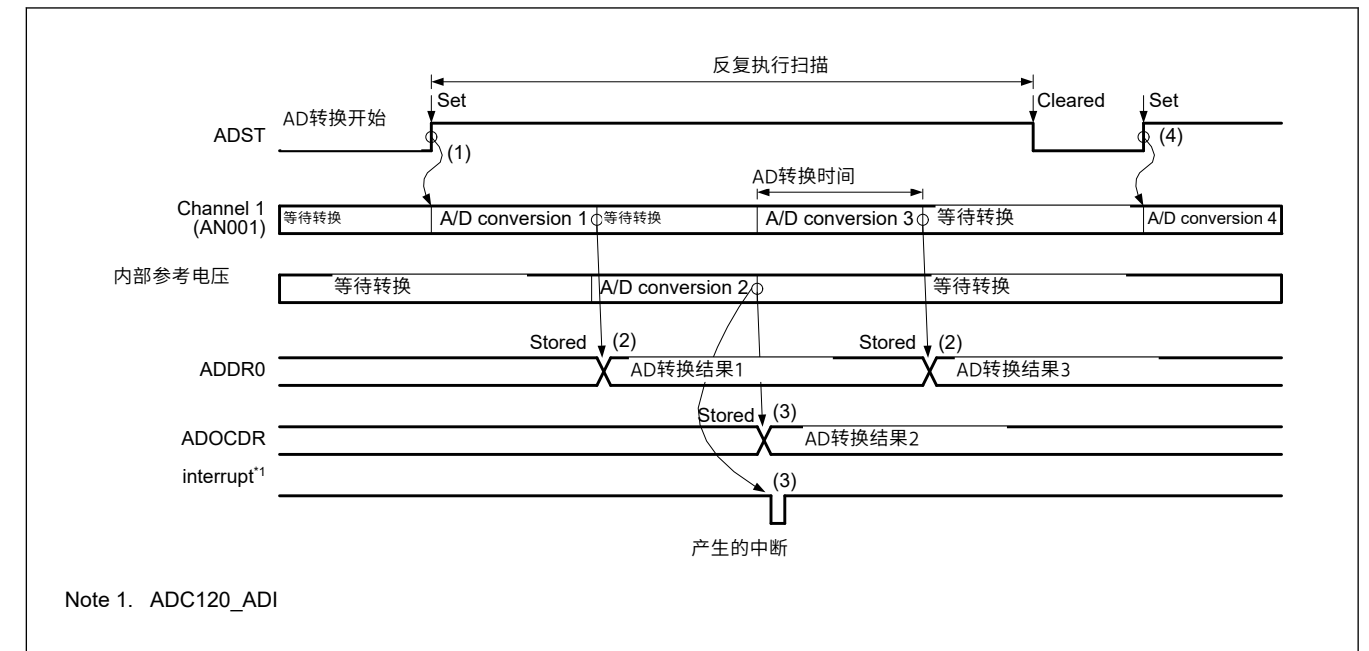 反复执行扫描
Set
Cleared
Set
AD转换开始
ADST
(1)
(4)
AD转换时间
Channel 1
(AN001)
等待转换
A/D conversion 1
等待转换
A/D conversion 3
等待转换
A/D conversion 4
内部参考电压
等待转换
A/D conversion 2
等待转换
Stored (2)
Stored (2)
ADDR0
AD转换结果1
AD转换结果3
Stored (3)
ADOCDR
AD转换结果2
interrupt*1
(3)
产生的中断
Note 1. ADC120_ADI